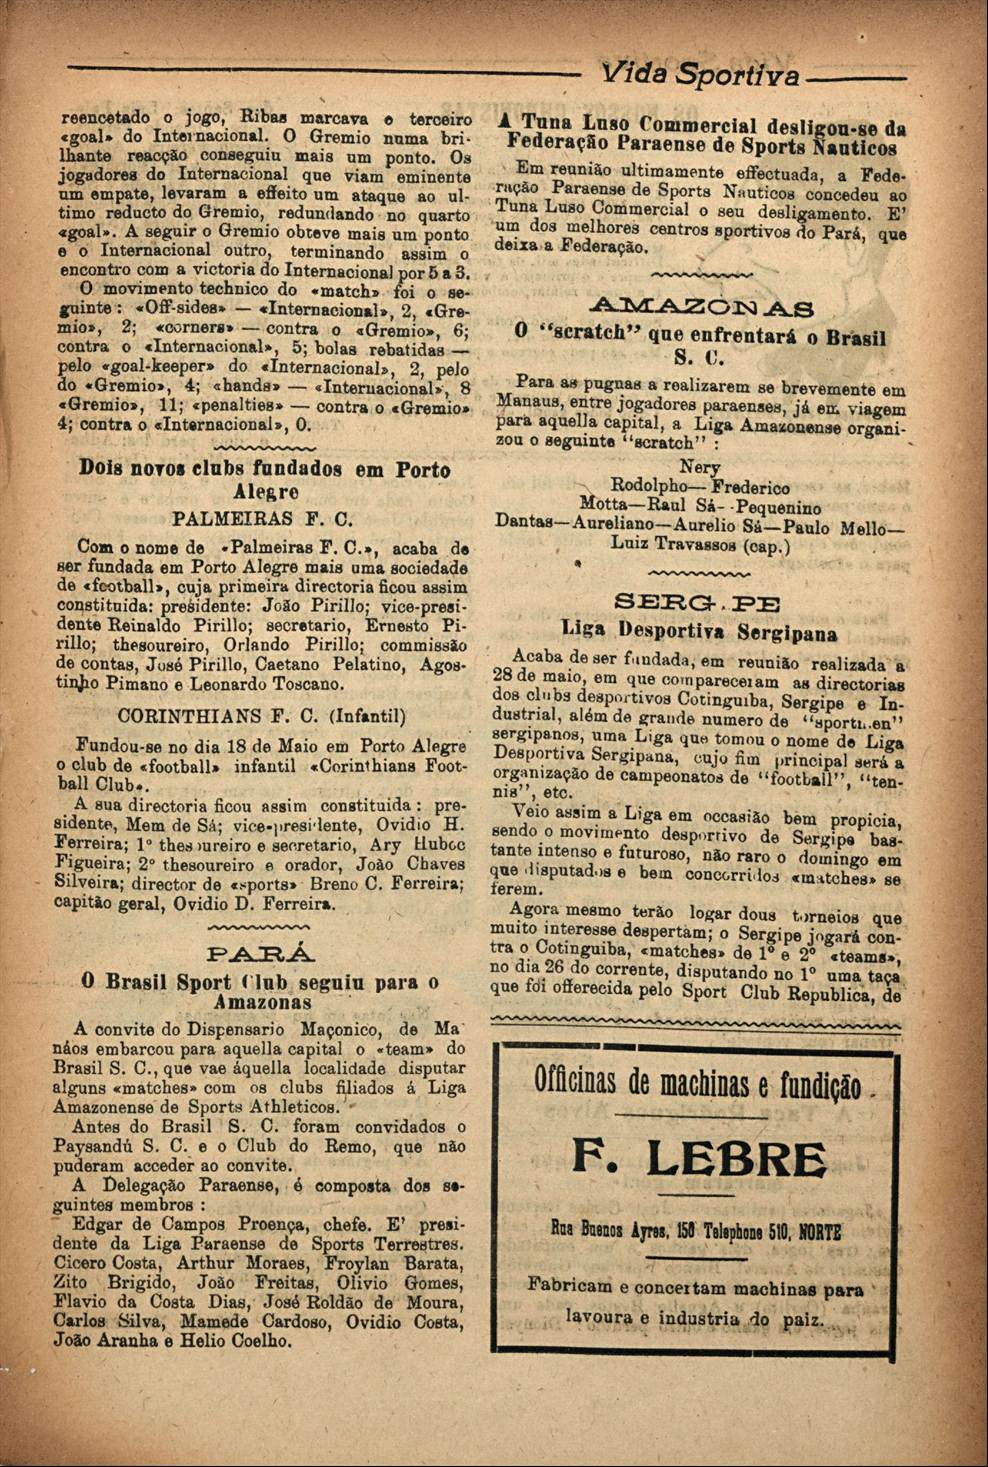 Vida Sportiva
reencetado o jogo, Ribas marcava o terceiro
«goal» do Internacional. O Gremio numa bri-
lhante reacção conseguiu mais um ponto. Os
jogadores do Internacional que viam eminente
um empate, levaram a effeito um ataque ao ul-
timo reducto do Gremio, redundando no quarto
«goal». A seguir o Gremio obteve mais um ponto
e o Internacional outro, terminando assim o
encontro com a victoria do Internacional por 5 a 3.
O movimento technico do «match» foi o se-
guinte : «Off-sides» — «Internacional», 2, «Gre-
mio», 2; «corners» — contra o «Gremio», 6;
contra o «Internacional», 5; bolas rebatidas —
pelo «goal-keeper» do «Internacional», 2, pelo
do «Gremio», 4; «hands» — «Internacional», 8
«Gremio», 11; «penalties» — contra o «Gremio»
4; contra o «Internacional», 0.
Dois novos clubs fundados em Porto
Alegre
PALMEIRAS F. C.
Com o nome de «Palmeiras F. C.», acaba de
ser fundada em Porto Alegre mais uma sociedade
de «football», cuja primeira directoria ficou assim
constituida: presidente: João Pirillo; vice-presi-
dente Reinaldo Pirillo; secretario, Ernesto Pi-
rillo; thesoureiro, Orlando Pirillo; commissão
de contas, José Pirillo, Caetano Pelatino, Agos-
tinho Pimano e Leonardo Toscano.
CORINTHIANS F. C. (Infantil)
Fundou-se no dia 18 de Maio em Porto Alegre
o club de «football» infantil «Corinthians Foot-
ball Club».
A sua directoria ficou assim constituida : pre-
sidente, Mem de Sá; vice-presidente, Ovidio H.
Ferreira; 1º thesoureiro e secretario, Ary Huboc
Figueira; 2º thesoureiro e orador, João Chaves
Silveira; director de «sports» Breno C. Ferreira;
capitão geral, Ovidio D. Ferreira.
PARÁ
O Brasil Sport Club seguiu para o
Amazonas
A convite do Dispensario Maçonico, de Ma
náos embarcou para aquella capital o «team» do
Brasil S. C., que vae áquella localidade disputar
alguns «matches» com os clubs filiados á Liga
Amazonense de Sports Athleticos.
Antes do Brasil S. C. foram convidados o
Paysandú S. C. e o Club do Remo, que não
puderam acceder ao convite.
A Delegação Paraense, é composta dos se-
guintes membros :
Edgar de Campos Proença, chefe. E' presi-
dente da Liga Paraense de Sports Terrestres.
Cicero Costa, Arthur Moraes, Froylan Barata,
Zito Brigido, João Freitas, Olivio Gomes,
Flavio da Costa Dias, José Roldão de Moura,
Carlos Silva, Mamede Cardoso, Ovidio Costa,
João Aranha e Helio Coelho.
A Tuna Luso Commercial desligou-se da
Federação Paraense de Sports Nauticos
Em reunião ultimamente effectuada, a Fede-
ração Paraense de Sports Nauticos concedeu ao
Tuna Luso Commercial o seu desligamento. E'
um dos melhores centros sportivos do Pará, que
deixa a Federação.
AMAZONAS
O "scratch" que enfrentará o Brasil
S. C.
Para as pugnas a realizarem se brevemente em
Manaus, entre jogadores paraenses, já em viagem
para aquella capital, a Liga Amazonense organi-
zou o seguinte "scratch" :
Nery
Rodolpho— Frederico
Motta—Raul Sá- -Pequenino
Dantas—Aureliano—Aurelio Sá—Paulo Mello—
Luiz Travassos (cap.)
SERG.PE
Liga Desportiva Sergipana
Acaba de ser fundada, em reunião realizada a
28 de maio, em que compareceram as directorias
dos clubs desportivos Cotinguiba, Sergipe e In-
dustrial, além de grande numero de "sportmen"
sergipanos, uma Liga que tomou o nome de Liga
Desportiva Sergipana, cujo fim principal será a
organização de campeonatos de "football", "ten-
nis", etc.
Veio assim a Liga em occasião bem propicia,
sendo o movimento desportivo de Sergipe bas-
tante intenso e futuroso, não raro o domingo em
que disputados e bem concorridos «matches» se
ferem.
Agora mesmo terão logar dous torneios que
muito interesse despertam; o Sergipe jogará con-
tra o Cotinguiba, «matches» de 1º e 2º «teams»,
no dia 26 do corrente, disputando no 1º uma taça
que foi offerecida pelo Sport Club Republica, de
Officinas de machinas e fundição
F. LEBRE
Rua Buenos Ayres, 150 Telephone 510, NORTE
Fabricam e concertam machinas para
lavoura e industria do paiz.